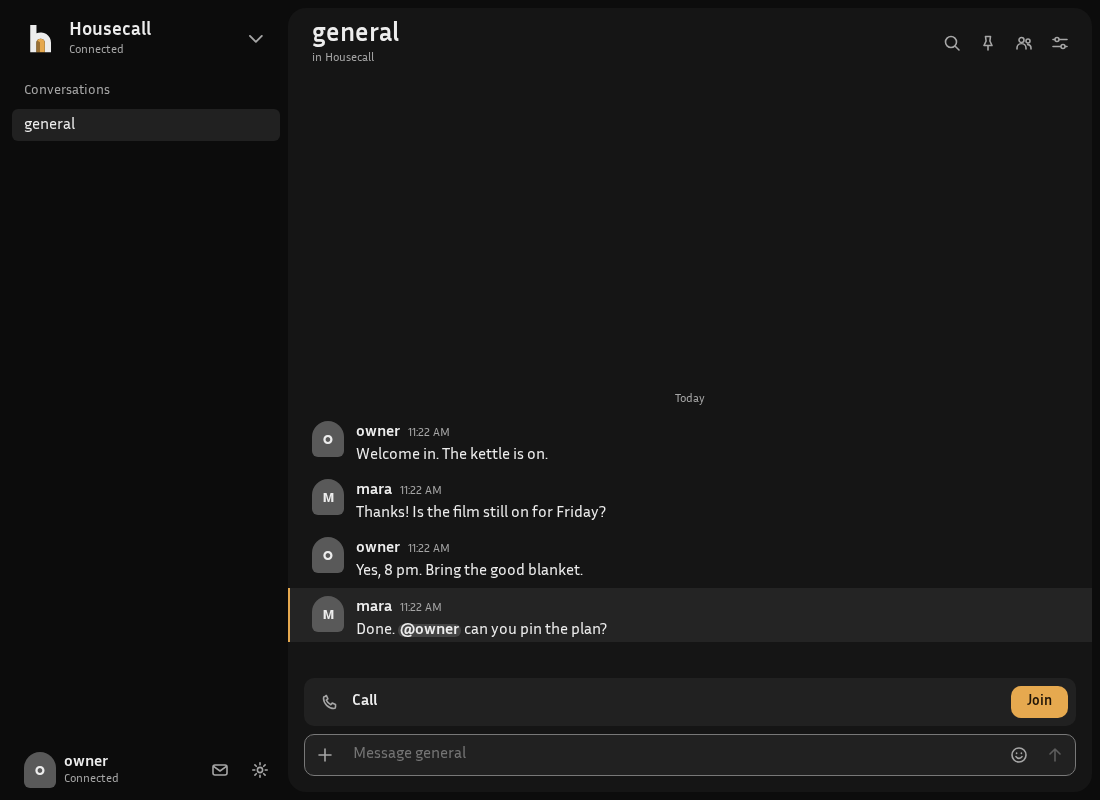 Housecall
Connected
Conversations
general
general
in Housecall
Today
O
owner 11:22 AM
Welcome in. The kettle is on.
M
mara 11:22 AM
Thanks! Is the film still on for Friday?
O
owner 11:22 AM
Yes, 8 pm. Bring the good blanket.
M
mara 11:22 AM
Done. @owner can you pin the plan?
Call
Join
Message general
O
owner
Connected